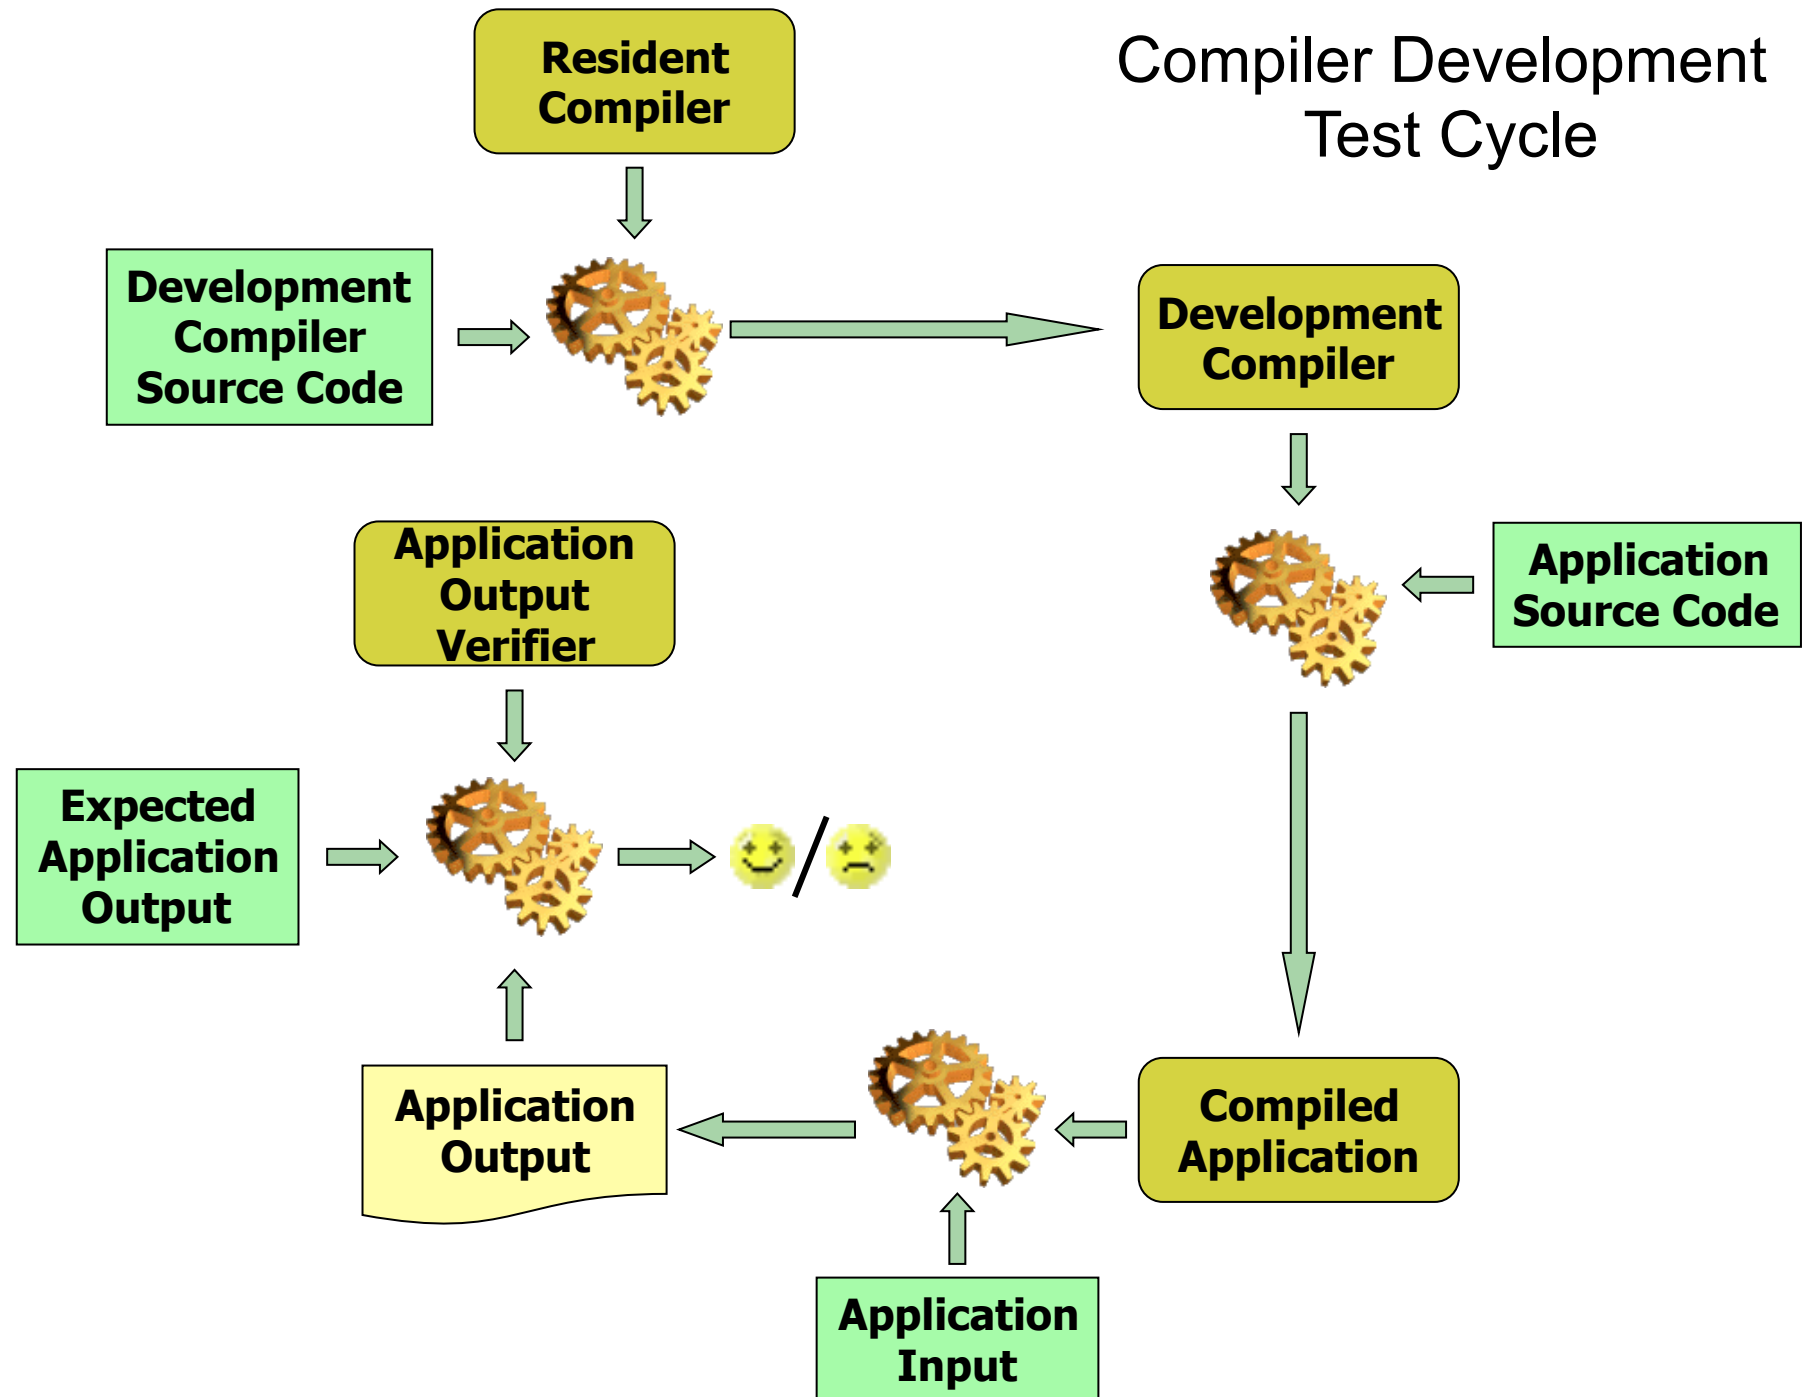 Compiler Development
Test Cycle
Resident
Compiler
Development
Compiler
Source Code
Development
Compiler
Application
Output
Verifier
Application
Source Code
Expected
Application
Output
/
Application
Output
Compiled
Application
Application
Input